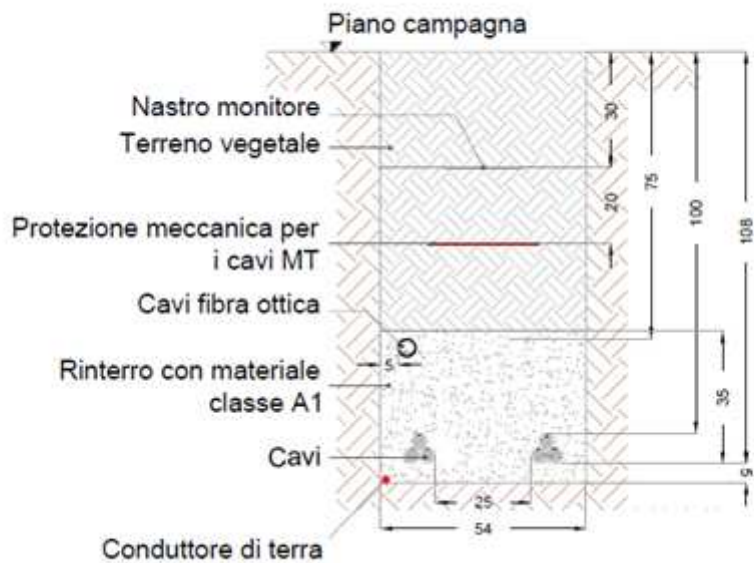 Piano campagna
Nastro monitore
Terreno vegetale
Protezione meccanica per
i cavi MT
Cavi fibra ottica
Rinterro con materiale
classe A1
Cavi
Conduttore di terra
30
20
75
100
108
35
5
5
25
54